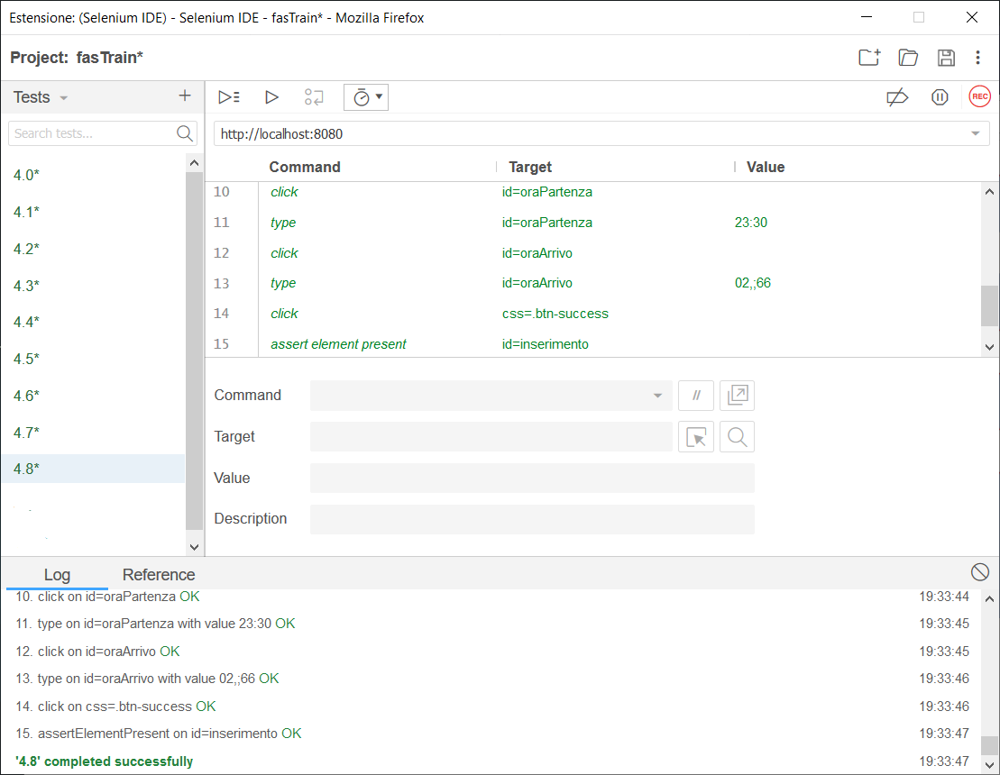 Estensione: (Selenium IDE) - Selenium IDE - fasTrain* - Mozilla Firefox
Project: fasTrain*
Tests
REC
Search tests...
http://localhost:8080
Command Target Value
4.0*
4.1*
4.2*
4.3*
4.4*
4.5*
4.6*
4.7*
4.8*
10 click id=oraPartenza
11 type id=oraPartenza 23:30
12 click id=oraArrivo
13 type id=oraArrivo 02,;66
14 click css=.btn-success
15 assert element present id=inserimento
Command //
Target
Value
Description
Log Reference
10. click on id=oraPartenza OK 19:33:44
11. type on id=oraPartenza with value 23:30 OK 19:33:45
12. click on id=oraArrivo OK 19:33:45
13. type on id=oraArrivo with value 02,;66 OK 19:33:46
14. click on css=.btn-success OK 19:33:46
15. assertElementPresent on id=inserimento OK 19:33:47
'4.8' completed successfully 19:33:47